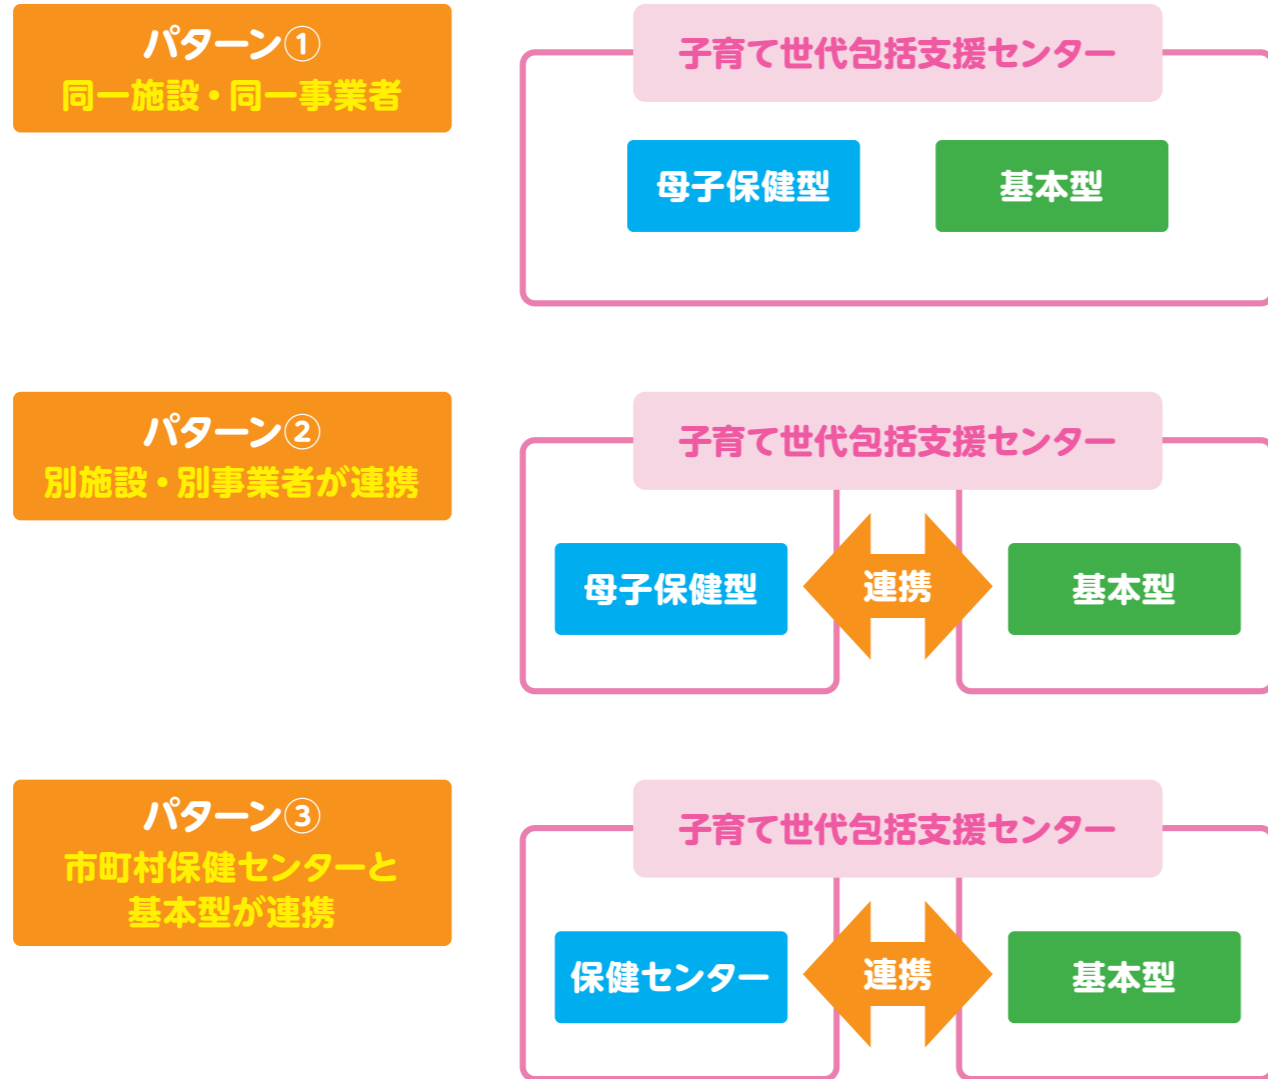 パターン①
同一施設・同一事業者
子育て世代包括支援センター
母子保健型
基本型
パターン②
別施設・別事業者が連携
子育て世代包括支援センター
母子保健型
連携
基本型
パターン③
市町村保健センターと
基本型が連携
子育て世代包括支援センター
保健センター
連携
基本型